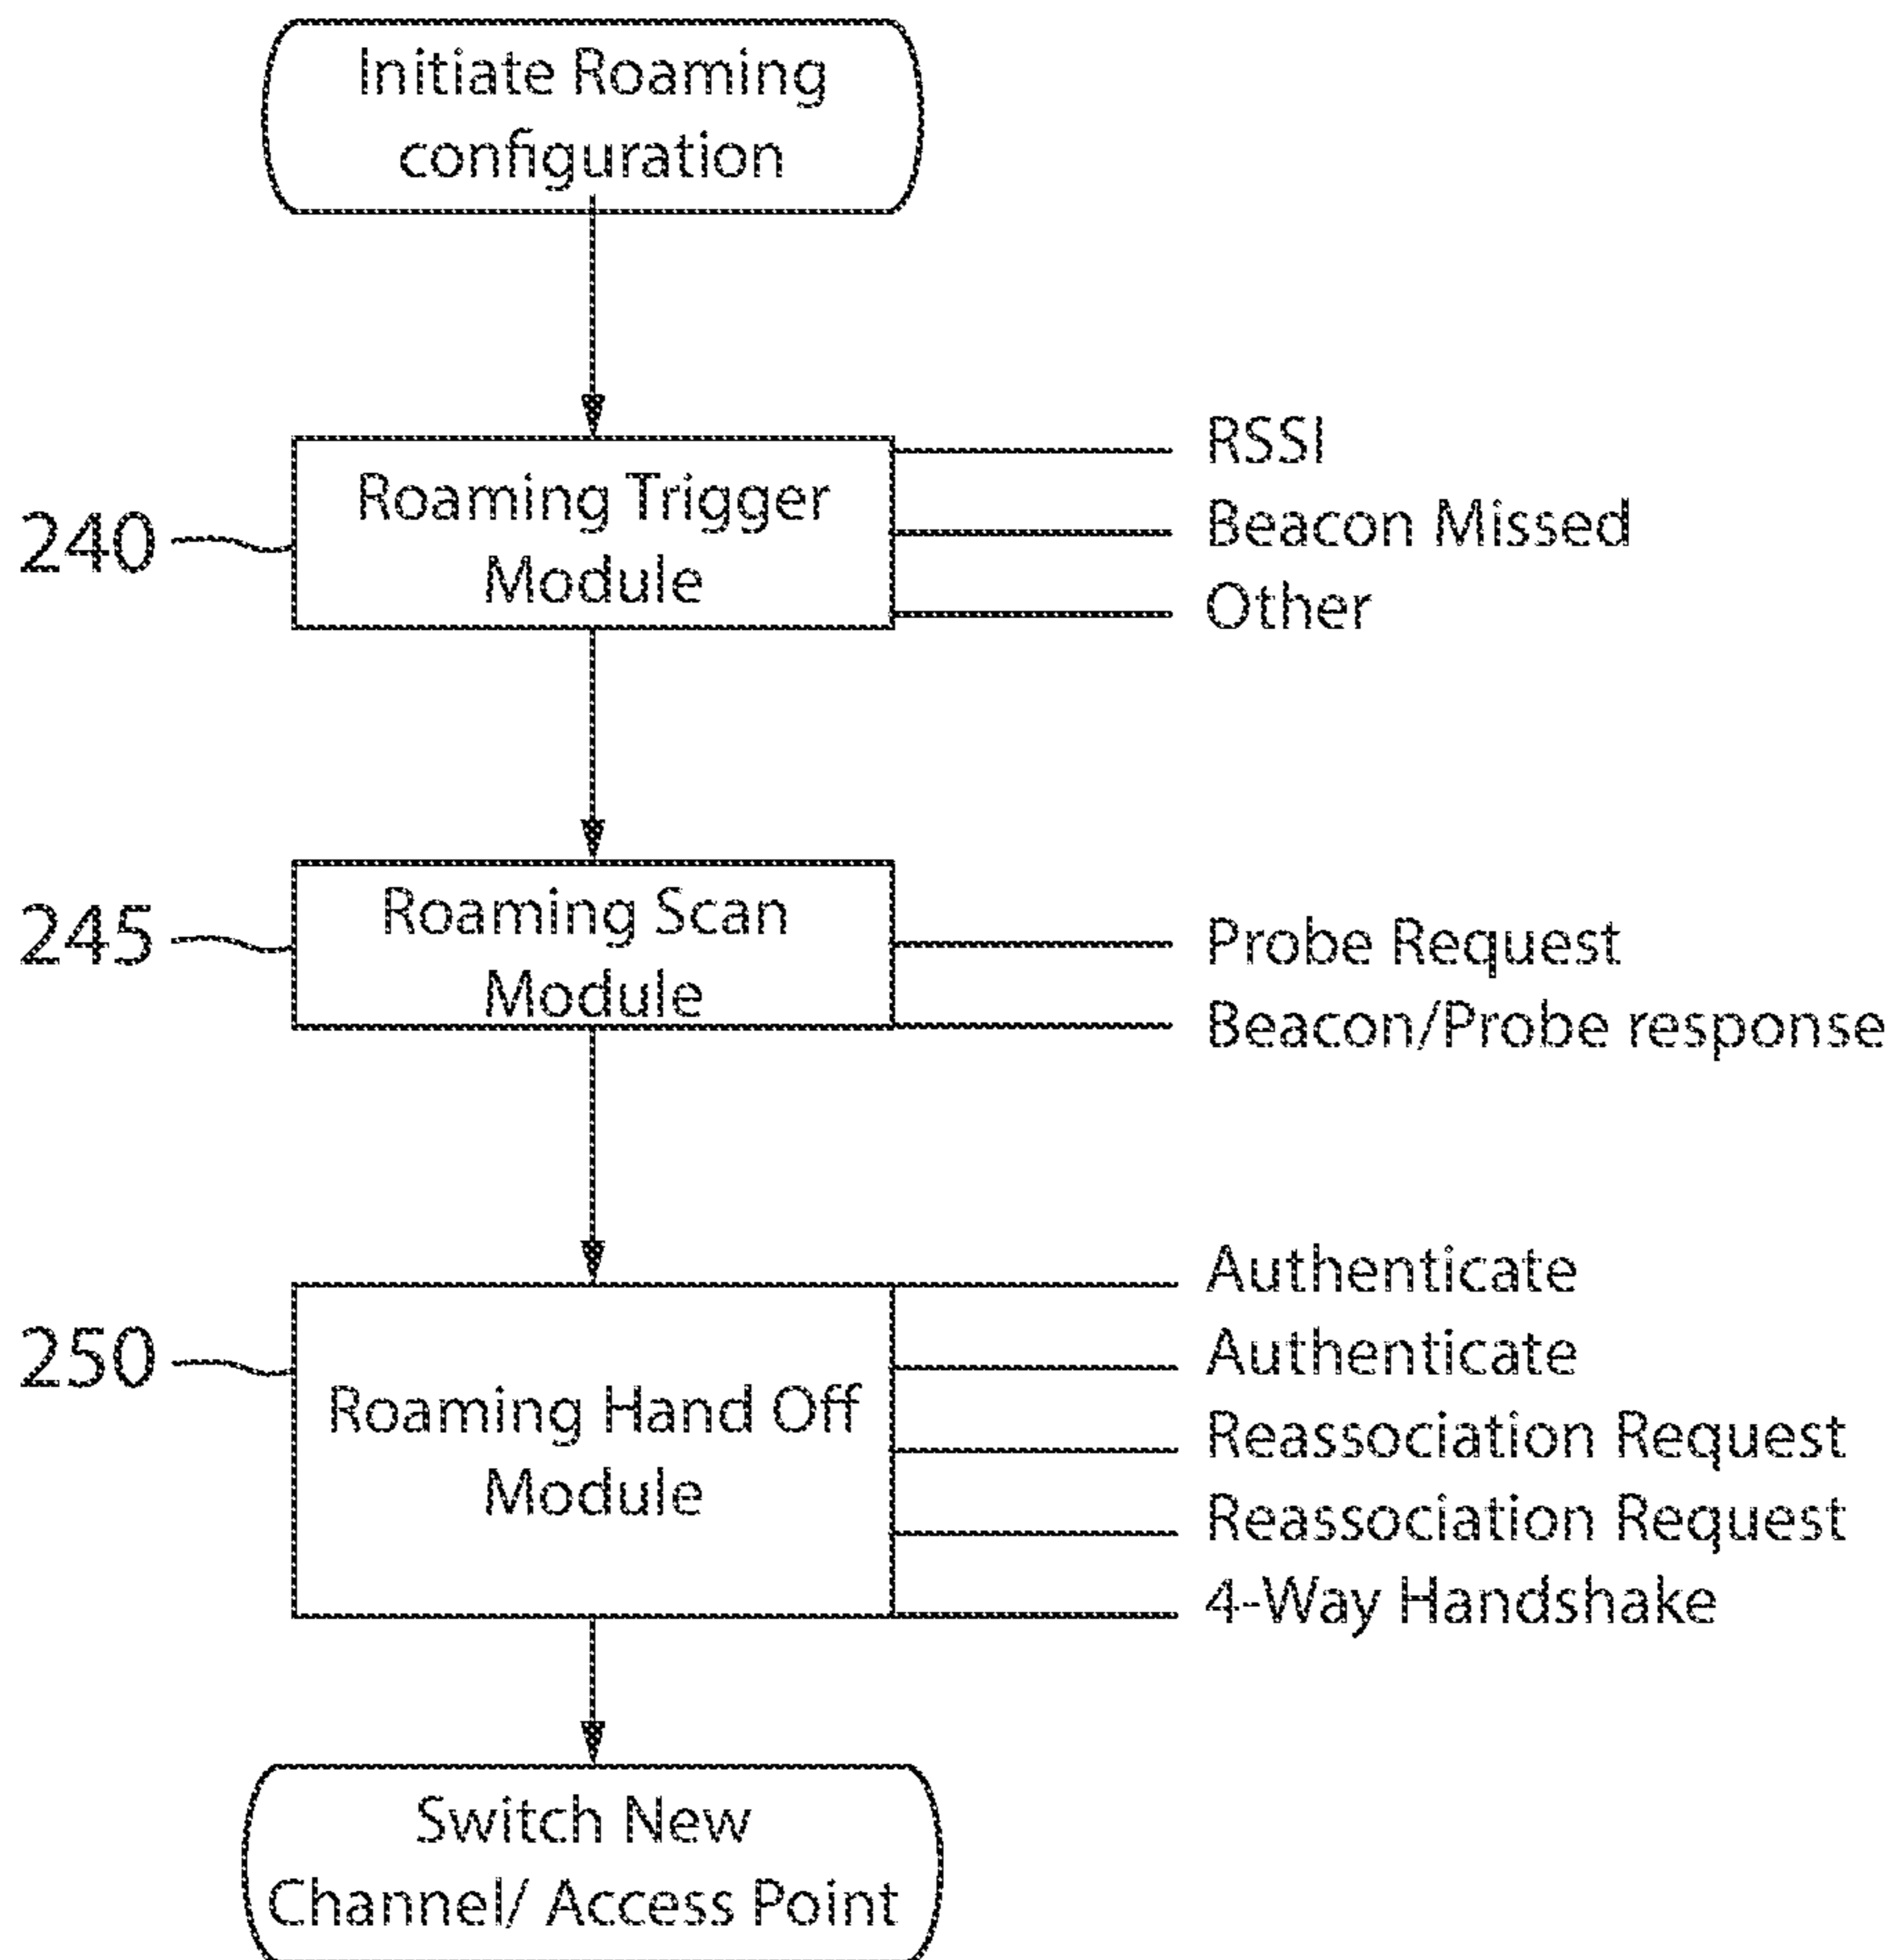 Initiate Roaming
configuration
240
Roaming Trigger
Module
RSSI
Beacon Missed
Other
245
Roaming Scan
Module
Probe Request
Beacon/Probe response
250
Roaming Hand Off
Module
Authenticate
Authenticate
Reassociation Request
Reassociation Request
4-Way Handshake
Switch New
Channel/ Access Point